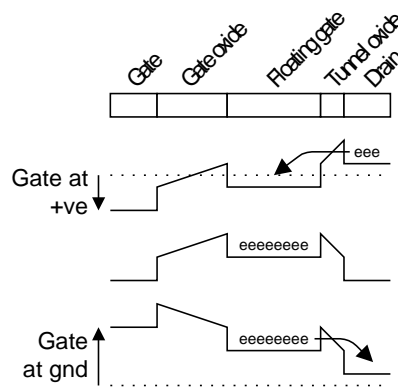 Gate
Gate oxide
Floating gate
Tunnel oxide
Drain
eee
Gate at
+ve
eeeeeeee
eeeeeeee
Gate
at gnd